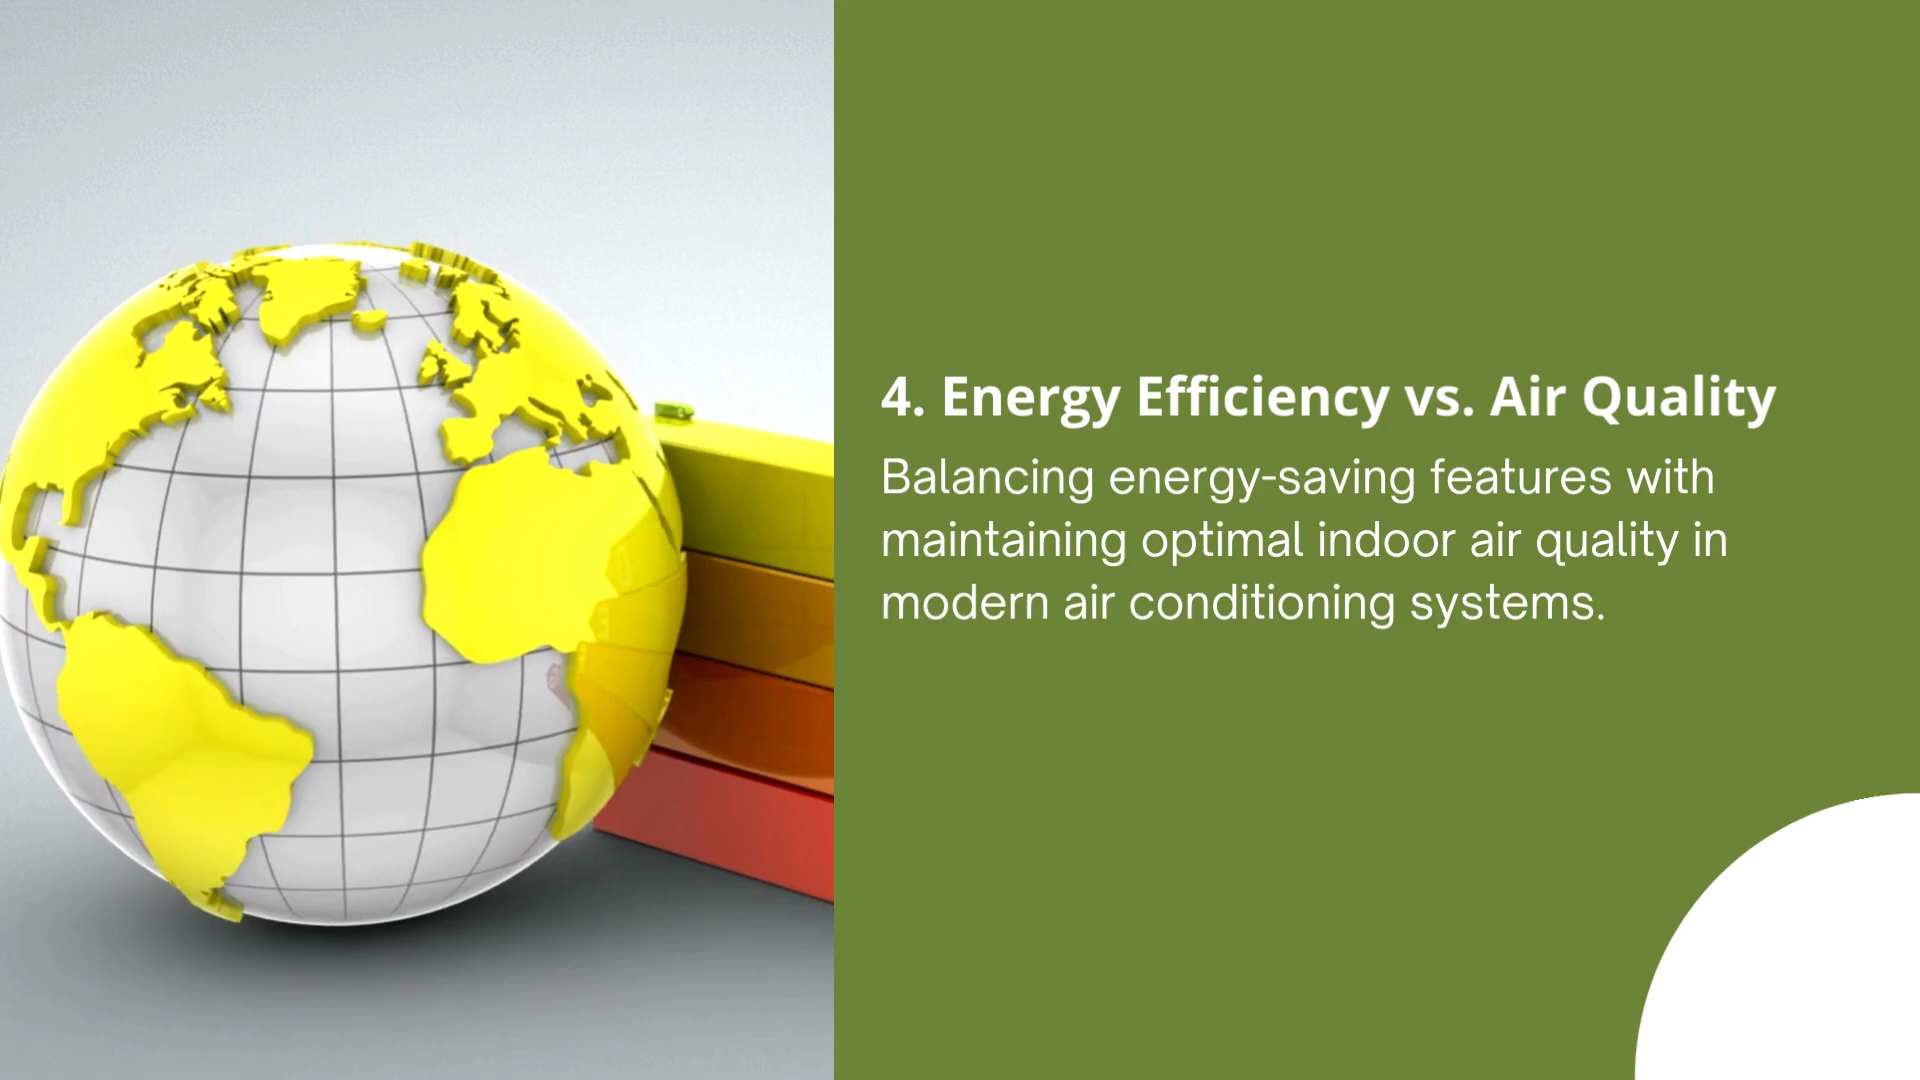 4. Energy Efficiency vs. Air Quality
Balancing energy-saving features with
maintaining optimal indoor air quality in
modern air conditioning systems.